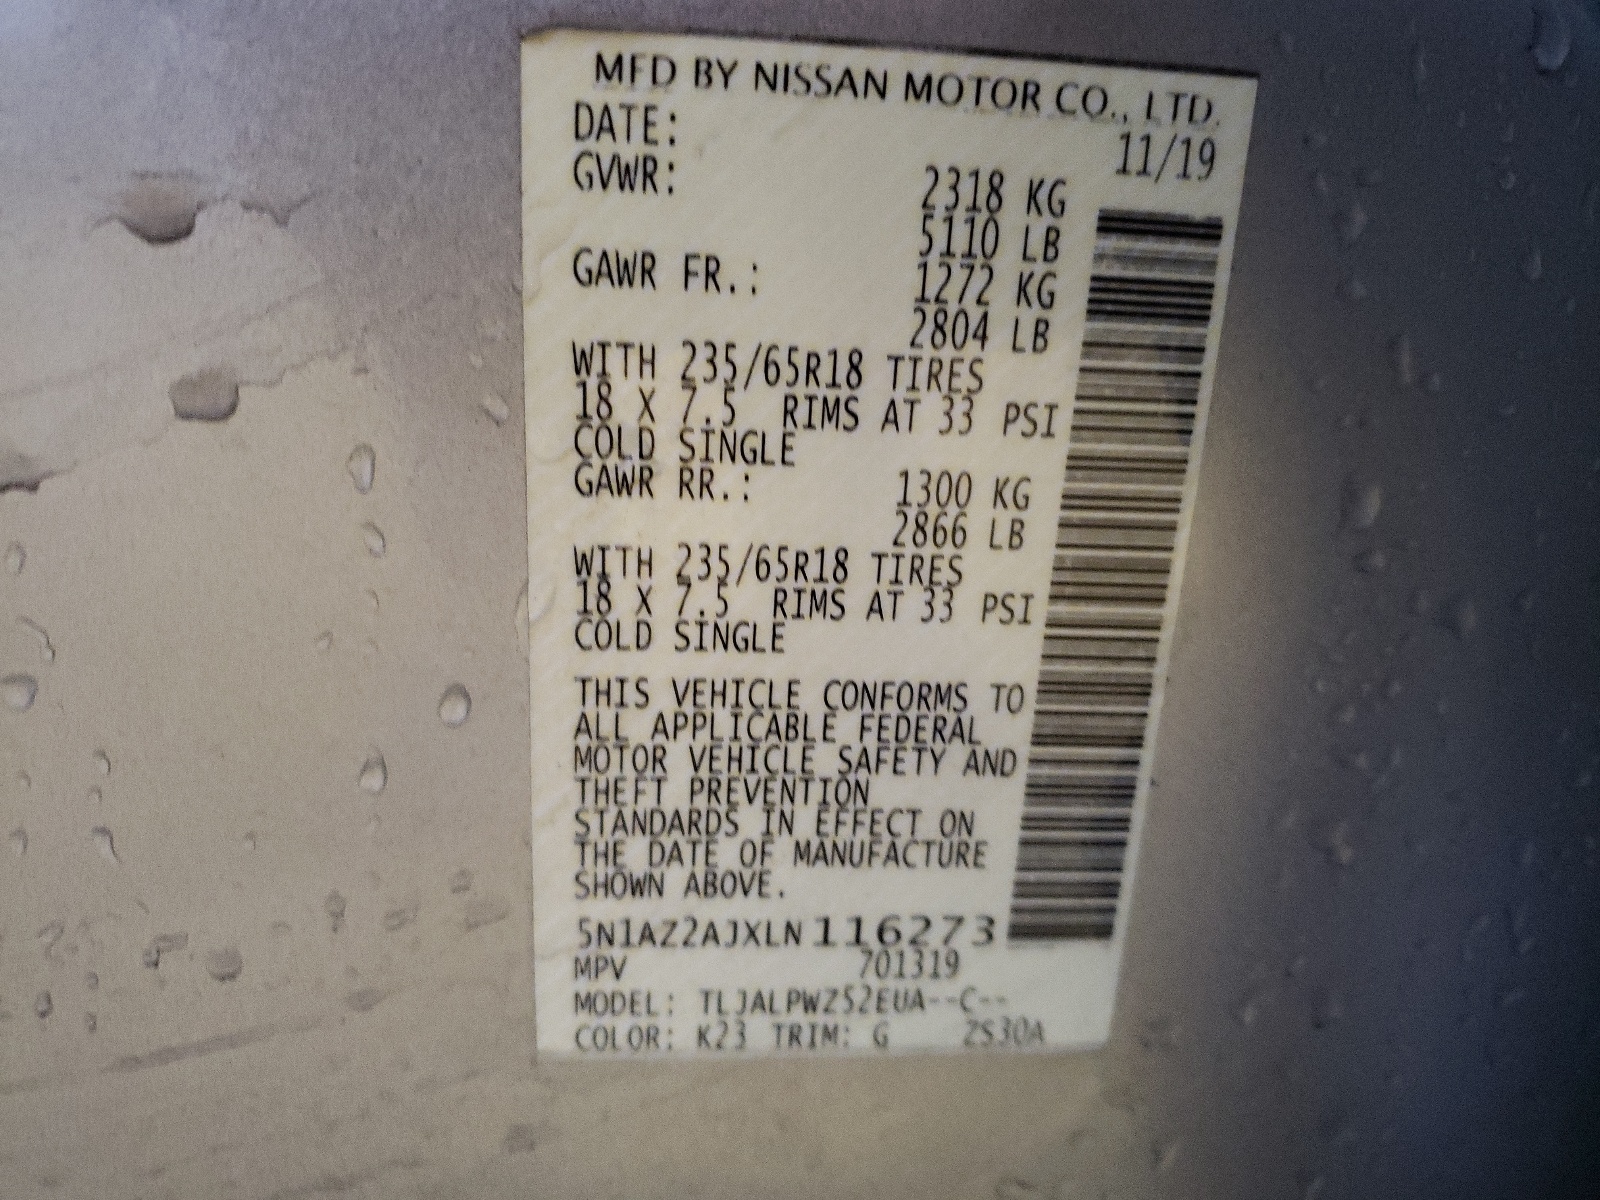 MFD BY NISSAN MOTOR CO., LTD.
DATE: 11/19
GVWR: 2318 KG
5110 LB
GAWR FR.: 1272 KG
2804 LB
WITH 235/65R18 TIRES
18 X 7.5 RIMS AT 33 PSI
COLD SINGLE
GAWR RR.: 1300 KG
2866 LB
WITH 235/65R18 TIRES
18 X 7.5 RIMS AT 33 PSI
COLD SINGLE
THIS VEHICLE CONFORMS TO
ALL APPLICABLE FEDERAL
MOTOR VEHICLE SAFETY AND
THEFT PREVENTION
STANDARDS IN EFFECT ON
THE DATE OF MANUFACTURE
SHOWN ABOVE.
5N1AZ2AJXLN116273
MPV 701319
MODEL: TLJALPWZ52EUA--C--
COLOR: K23 TRIM: G ZS30A